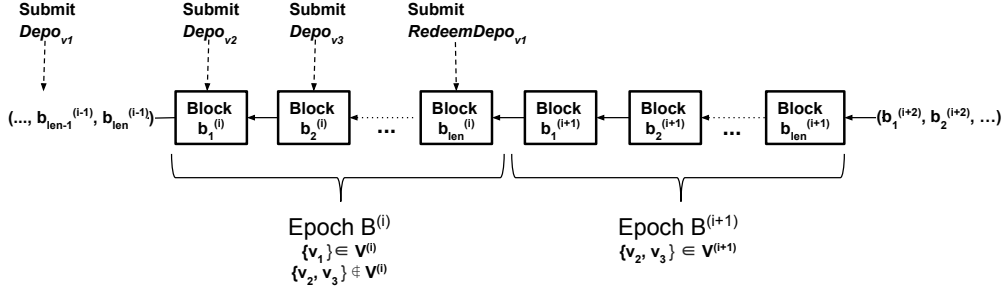 Submit Submit Submit Submit
Depo_v1 Depo_v2 Depo_v3 RedeemDepo_v1
(..., b_len-1^(i-1), b_len^(i-1)) Block b_1^(i) Block b_2^(i) ... Block b_len^(i) Block b_1^(i+1) Block b_2^(i+1) ... Block b_len^(i+1) (b_1^(i+2), b_2^(i+2), ...)
Epoch B^(i) Epoch B^(i+1)
{v_1} ∈ V^(i) {v_2, v_3} ∈ V^(i+1)
{v_2, v_3} ∉ V^(i)